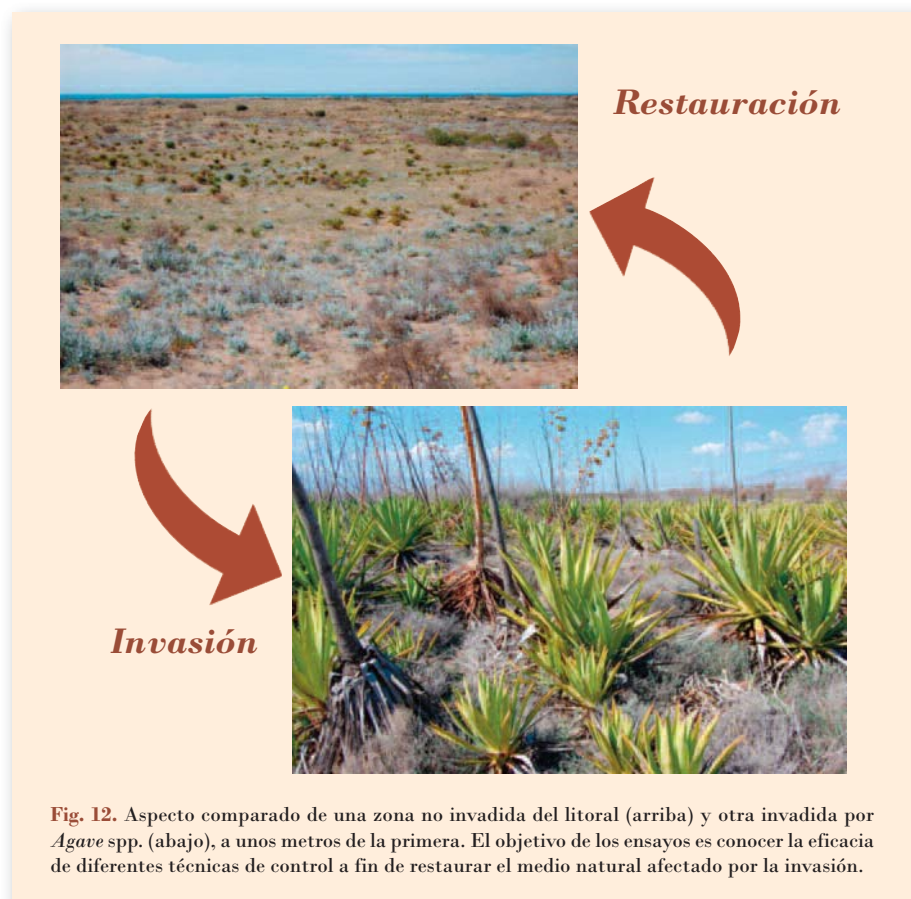 Restauración
Invasión
Fig. 12. Aspecto comparado de una zona no invadida del litoral (arriba) y otra invadida por
Agave spp. (abajo), a unos metros de la primera. El objetivo de los ensayos es conocer la eficacia
de diferentes técnicas de control a fin de restaurar el medio natural afectado por la invasión.